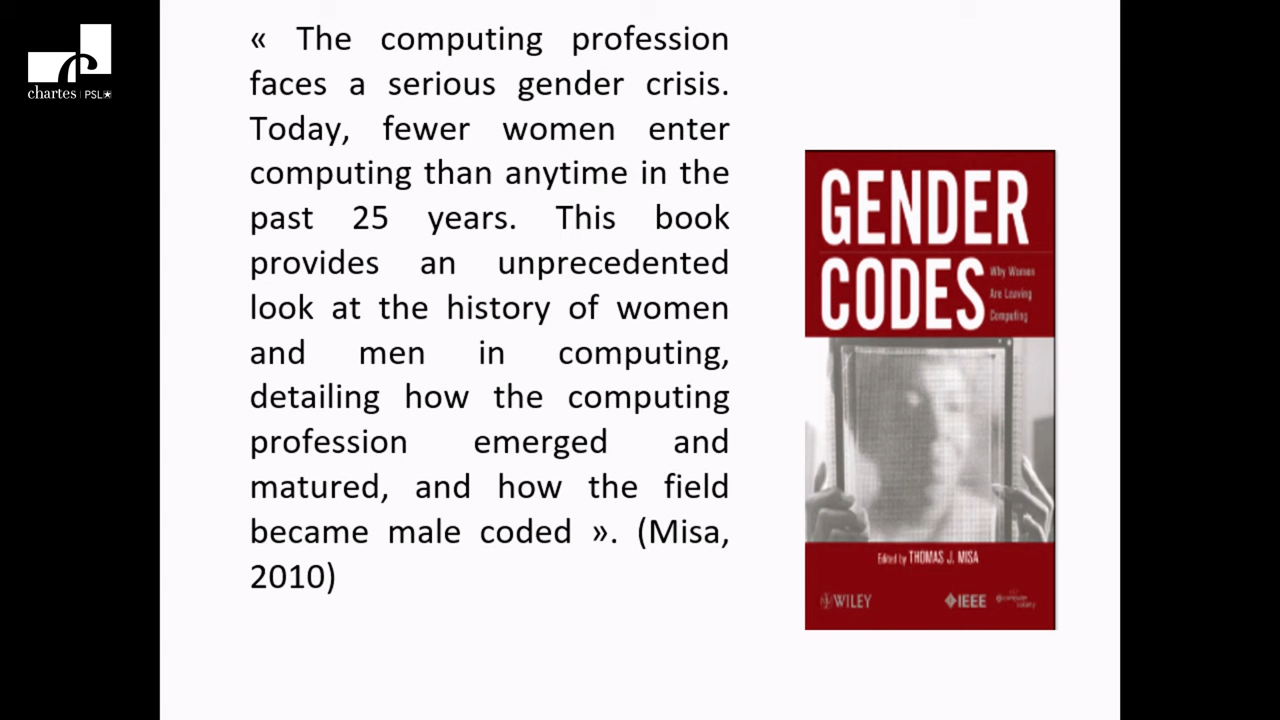 chartes | PSL★
« The computing profession
faces a serious gender crisis.
Today, fewer women enter
computing than anytime in the
past 25 years. This book
provides an unprecedented
look at the history of women
and men in computing,
detailing how the computing
profession emerged and
matured, and how the field
became male coded ». (Misa,
2010)
GENDER
CODES
Why Women
Are Leaving
Computing
Edited by THOMAS J. MISA
WILEY
IEEE
computer
society